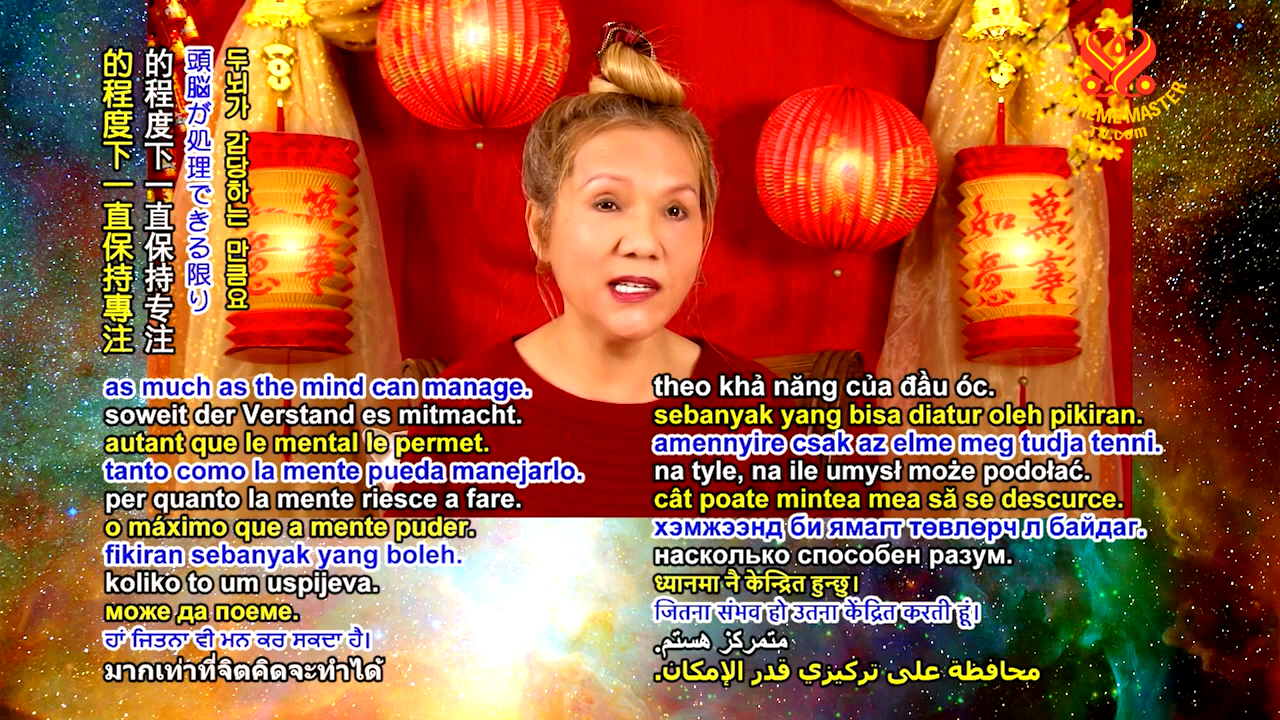 두뇌가 감당하는 만큼요
頭脳が処理できる限り
的程度下一直保持专注
的程度下一直保持專注
as much as the mind can manage.
soweit der Verstand es mitmacht.
autant que le mental le permet.
tanto como la mente pueda manejarlo.
per quanto la mente riesce a fare.
o máximo que a mente puder.
fikiran sebanyak yang boleh.
koliko to um uspijeva.
може да поеме.
ਹਾਂ ਜਿਤਨਾ ਵੀ ਮਨ ਕਰ ਸਕਦਾ ਹੈ।
มากเท่าที่จิตคิดจะทำได้
theo khả năng của đầu óc.
sebanyak yang bisa diatur oleh pikiran.
amennyire csak az elme meg tudja tenni.
na tyle, na ile umysł może podołać.
cât poate mintea mea să se descurce.
хэмжээнд би ямагт төвлөрч л байдаг.
насколько способен разум.
ध्यानमा नै केन्द्रित हुन्छु।
जितना संभव हो उतना केंद्रित करती हूं।
متمرکز هستم.
محافظة على تركيزي قدر الإمكان.
萬事
如意
SUPREME MASTER
TV.com